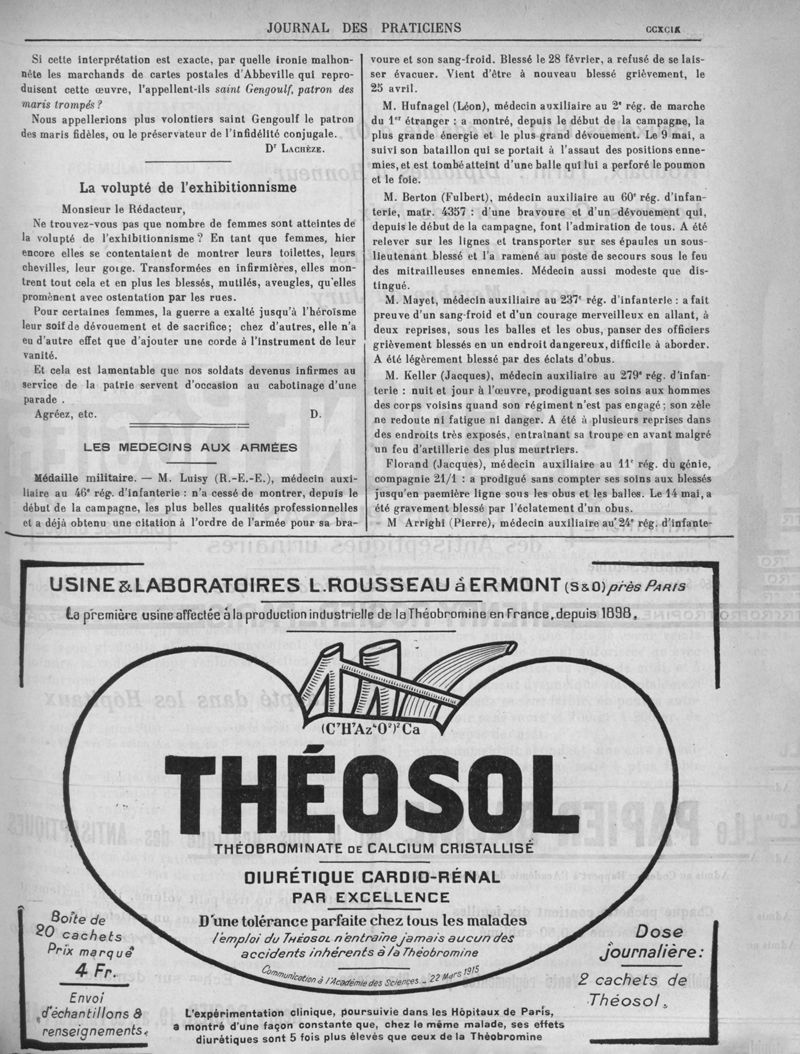 JOURNAL DES PRATICIENS
CCXCIX
Si cette interprétation est exacte, par quelle ironie malhon-
nête les marchands de cartes postales d'Abbeville qui repro-
duisent cette œuvre, l'appellent-ils saint Gengoulf, patron des
maris trompés ?
Nous appellerions plus volontiers saint Gengoulf le patron
des maris fidèles, ou le préservateur de l'infidélité conjugale.
Dr LACHÈZE.
La volupté de l'exhibitionnisme
Monsieur le Rédacteur,
Ne trouvez-vous pas que nombre de femmes sont atteintes de
la volupté de l'exhibitionnisme ? En tant que femmes, hier
encore elles se contentaient de montrer leurs toilettes, leurs
chevilles, leur gorge. Transformées en infirmières, elles mon-
trent tout cela et en plus les blessés, mutilés, aveugles, qu'elles
promènent avec ostentation par les rues.
Pour certaines femmes, la guerre a exalté jusqu'à l'héroïsme
leur soif de dévouement et de sacrifice ; chez d'autres, elle n'a
eu d'autre effet que d'ajouter une corde à l'instrument de leur
vanité.
Et cela est lamentable que nos soldats devenus infirmes au
service de la patrie servent d'occasion au cabotinage d'une
parade .
Agréez, etc. D.
LES MEDECINS AUX ARMÉES
Médaille militaire. — M. Luisy (R.-E.-E.), médecin auxi-
liaire au 46e rég. d'infanterie : n'a cessé de montrer, depuis le
début de la campagne, les plus belles qualités professionnelles
et a déjà obtenu une citation à l'ordre de l'armée pour sa bra-
voure et son sang-froid. Blessé le 28 février, a refusé de se lais-
ser évacuer. Vient d'être à nouveau blessé grièvement, le
25 avril.
M. Hufnagel (Léon), médecin auxiliaire au 2e rég. de marche
du 1er étranger : a montré, depuis le début de la campagne, la
plus grande énergie et le plus grand dévouement. Le 9 mai, a
suivi son bataillon qui se portait à l'assaut des positions enne-
mies, et est tombé atteint d'une balle qui lui a perforé le poumon
et le foie.
M. Berton (Fulbert), médecin auxiliaire au 60e rég. d'infan-
terie, matr. 4357 : d'une bravoure et d'un dévouement qui,
depuis le début de la campagne, font l'admiration de tous. A été
relever sur les lignes et transporter sur ses épaules un sous-
lieutenant blessé et l'a ramené au poste de secours sous le feu
des mitrailleuses ennemies. Médecin aussi modeste que dis-
tingué.
M. Mayet, médecin auxiliaire au 237e rég. d'infanterie : a fait
preuve d'un sang-froid et d'un courage merveilleux en allant, à
deux reprises, sous les balles et les obus, panser des officiers
grièvement blessés en un endroit dangereux, difficile à aborder.
A été légèrement blessé par des éclats d'obus.
M. Keller (Jacques), médecin auxiliaire au 279e rég. d'infan-
terie : nuit et jour à l'œuvre, prodiguant ses soins aux hommes
des corps voisins quand son régiment n'est pas engagé ; son zèle
ne redoute ni fatigue ni danger. A été à plusieurs reprises dans
des endroits très exposés, entraînant sa troupe en avant malgré
un feu d'artillerie des plus meurtriers.
Florand (Jacques), médecin auxiliaire au 11e rég. du génie,
compagnie 21/1 : a prodigué sans compter ses soins aux blessés
jusqu'en paemière ligne sous les obus et les balles. Le 14 mai, a
été gravement blessé par l'éclatement d'un obus.
M Arrighi (Pierre), médecin auxiliaire au 24e rég. d'infante-
USINE & LABORATOIRES L. ROUSSEAU à ERMONT (S&O) près PARIS
La première usine affectée à la production industrielle de la Théobromine en France, depuis 1898.
(C7H7Az4O2)2Ca
THÉOSOL
THÉOBROMINATE DE CALCIUM CRISTALLISÉ
DIURÉTIQUE CARDIO-RÉNAL
PAR EXCELLENCE
D'une tolérance parfaite chez tous les malades
l'emploi du THÉOSOL n'entraîne jamais aucun des
accidents inhérents à la Théobromine
Communication à l'Académie des Sciences _ 22 Mars 1915
Boîte de
20 cachets
Prix marqué
4 Fr.
Envoi
d'échantillons &
renseignements.
L'expérimentation clinique, poursuivie dans les Hôpitaux de Paris,
a montré d'une façon constante que, chez le même malade, ses effets
diurétiques sont 5 fois plus élevés que ceux de la Théobromine
Dose
journalière :
2 cachets de
Théosol.